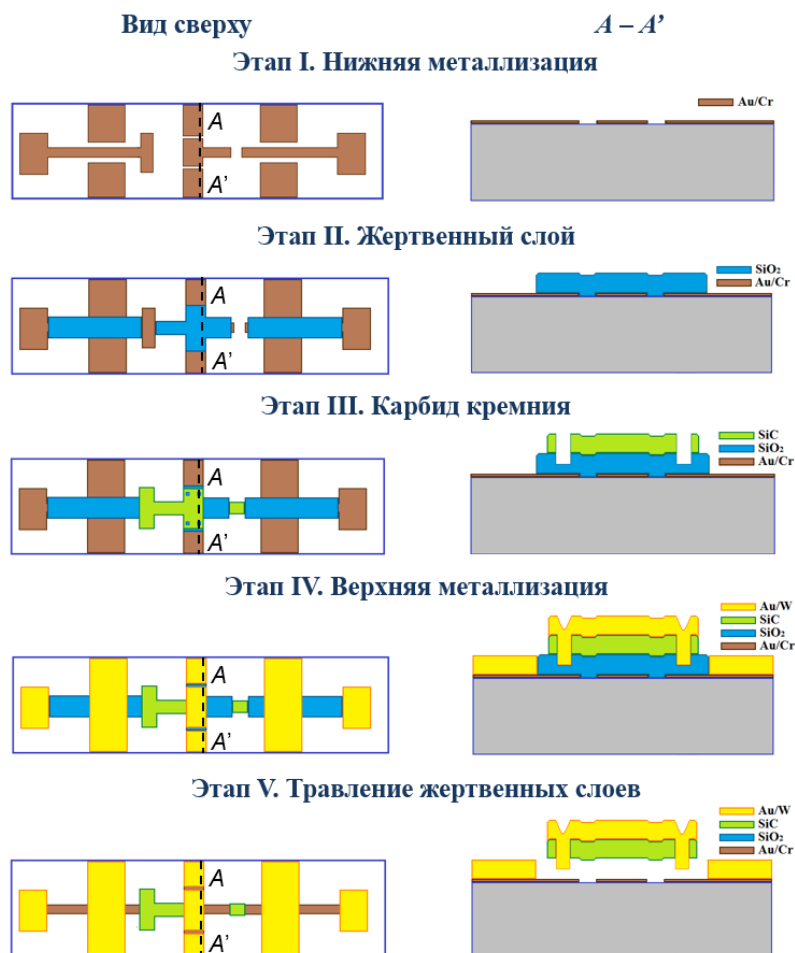 Вид сверху
A – A’
Этап I. Нижняя металлизация
A
A’
Au/Cr
Этап II. Жертвенный слой
A
A’
SiO₂
Au/Cr
Этап III. Карбид кремния
A
A’
SiC
SiO₂
Au/Cr
Этап IV. Верхняя металлизация
A
A’
Au/W
SiC
SiO₂
Au/Cr
Этап V. Травление жертвенных слоев
A
A’
Au/W
SiC
SiO₂
Au/Cr